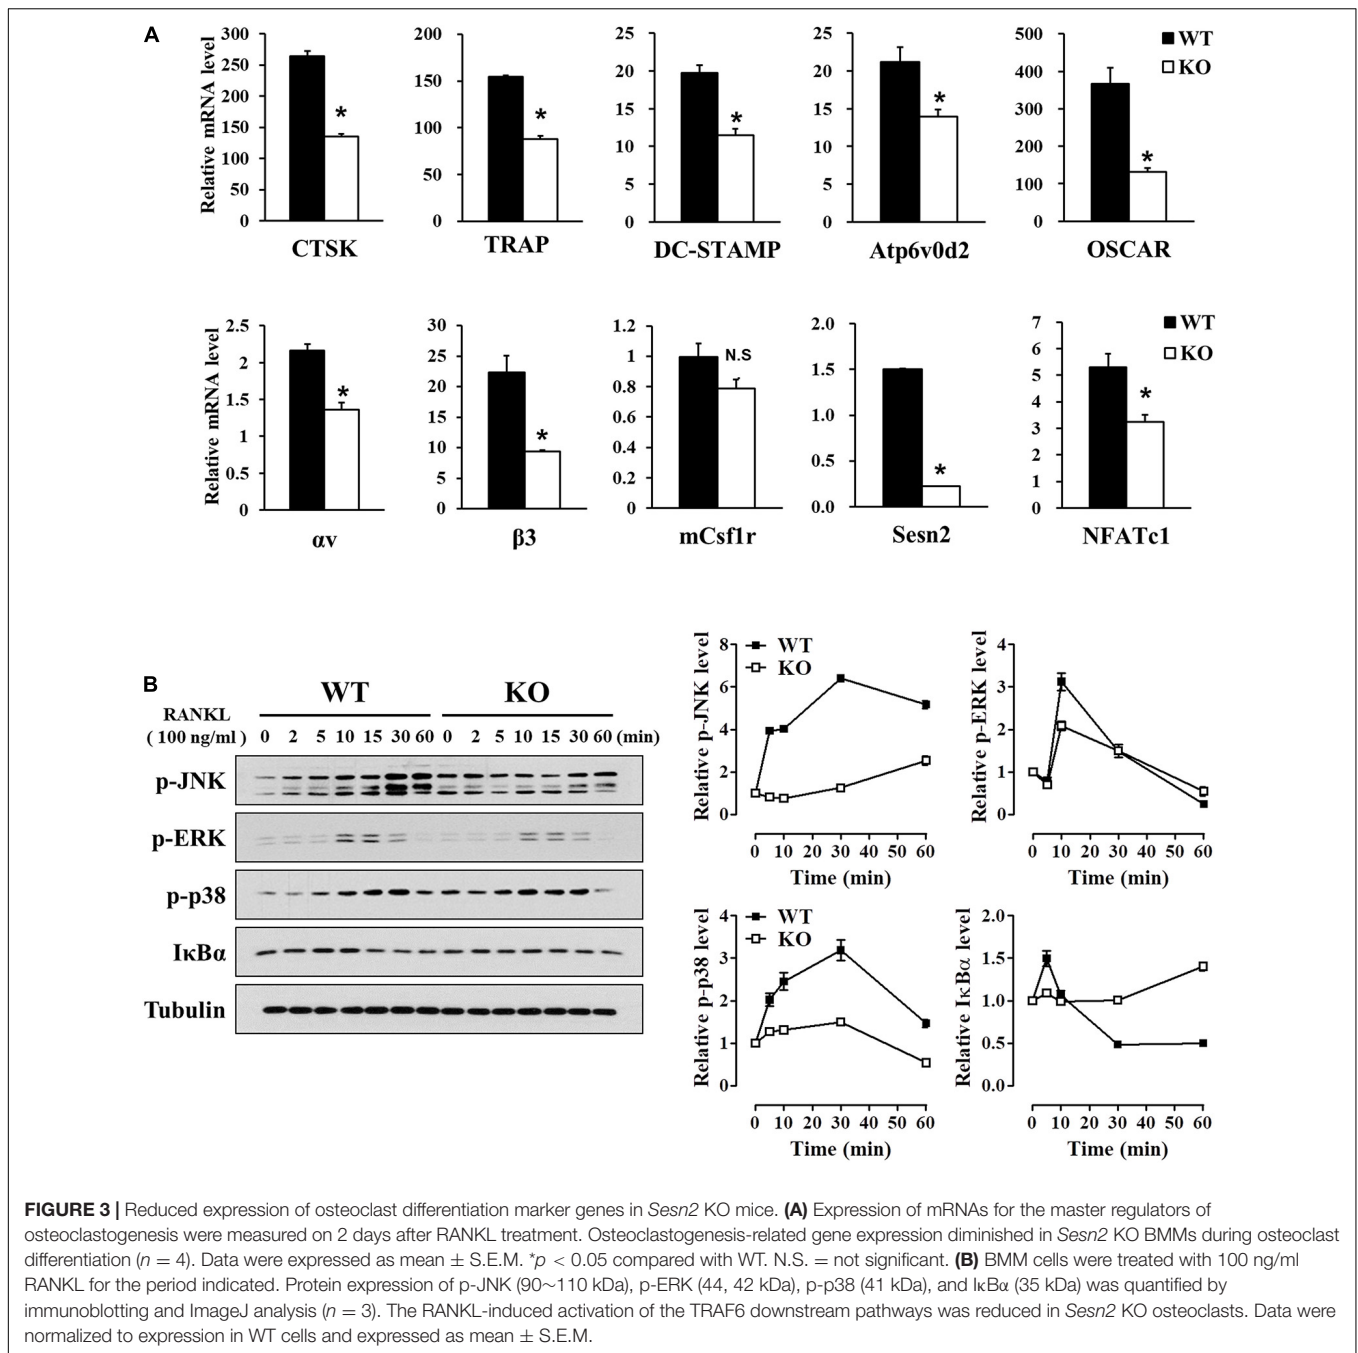 A
Relative mRNA level
300
250
200
150
100
50
0
*
CTSK
200
150
100
50
0
*
TRAP
25
20
15
10
5
0
*
DC-STAMP
25
20
15
10
5
0
*
Atp6v0d2
500
400
300
200
100
0
*
OSCAR
WT
KO
Relative mRNA level
2.5
2
1.5
1
0.5
0
*
αv
30
25
20
15
10
5
0
*
β3
1.2
1
0.8
0.6
0.4
0.2
0
N.S
mCsf1r
2.0
1.5
1.0
0.5
0.0
*
Sesn2
7
6
5
4
3
2
1
0
*
NFATc1
WT
KO
B
WT KO
RANKL
( 100 ng/ml ) 0 2 5 10 15 30 60 0 2 5 10 15 30 60 (min)
p-JNK
p-ERK
p-p38
IκBα
Tubulin
Relative p-JNK level
8
6
4
2
0
WT
KO
0 10 20 30 40 50 60
Time (min)
Relative p-ERK level
4
3
2
1
0
0 10 20 30 40 50 60
Time (min)
Relative p-p38 level
4
3
2
1
0
WT
KO
0 10 20 30 40 50 60
Time (min)
Relative IκBα level
2.0
1.5
1.0
0.5
0.0
0 10 20 30 40 50 60
Time (min)
FIGURE 3 | Reduced expression of osteoclast differentiation marker genes in Sesn2 KO mice. (A) Expression of mRNAs for the master regulators of
osteoclastogenesis were measured on 2 days after RANKL treatment. Osteoclastogenesis-related gene expression diminished in Sesn2 KO BMMs during osteoclast
differentiation (n = 4). Data were expressed as mean ± S.E.M. *p < 0.05 compared with WT. N.S. = not significant. (B) BMM cells were treated with 100 ng/ml
RANKL for the period indicated. Protein expression of p-JNK (90~110 kDa), p-ERK (44, 42 kDa), p-p38 (41 kDa), and IκBα (35 kDa) was quantified by
immunoblotting and ImageJ analysis (n = 3). The RANKL-induced activation of the TRAF6 downstream pathways was reduced in Sesn2 KO osteoclasts. Data were
normalized to expression in WT cells and expressed as mean ± S.E.M.